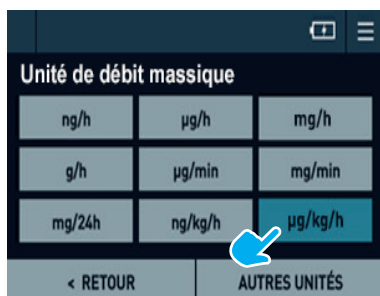 Unité de débit massique
ng/h µg/h mg/h
g/h µg/min mg/min
mg/24h ng/kg/h µg/kg/h
< RETOUR AUTRES UNITÉS